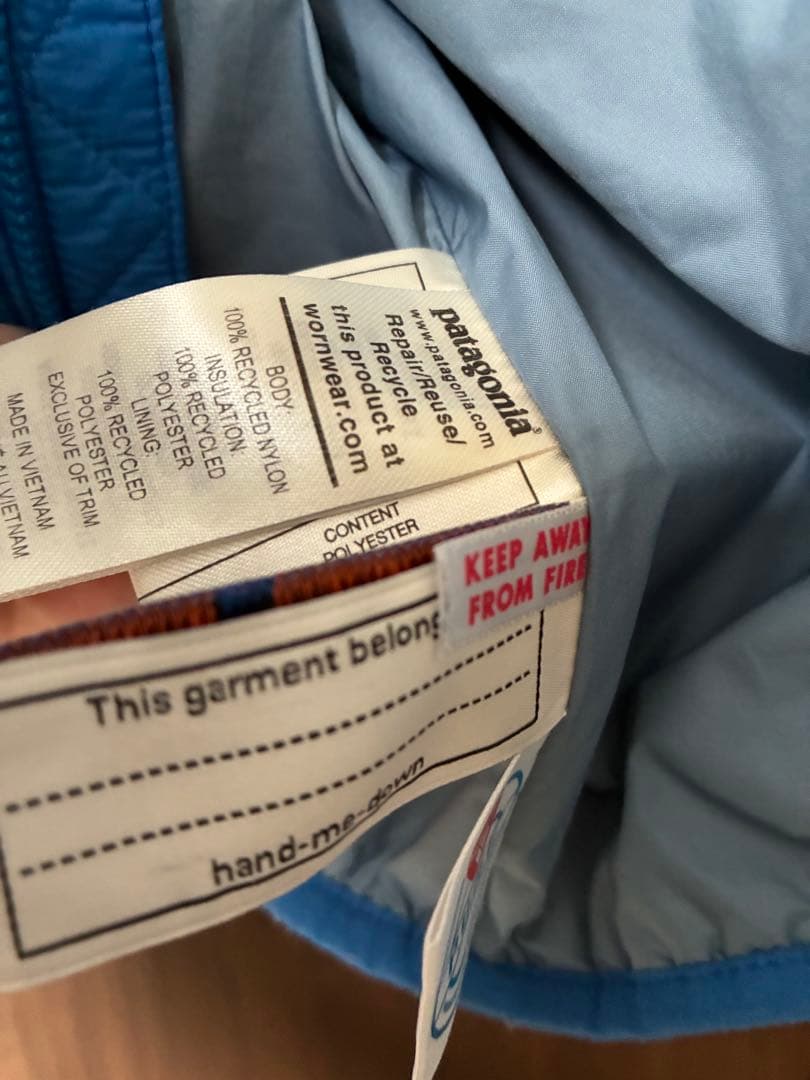 patagonia®
www.patagonia.com
Repair/Reuse/
Recycle
this product at
wornwear.com
BODY
100% RECYCLED NYLON
INSULATION
100% RECYCLED
POLYESTER
LINING:
100% RECYCLED
POLYESTER
EXCLUSIVE OF TRIM
MADE IN VIETNAM
VIETNAM
CONTENT
POLYESTER
KEEP AWAY
FROM FIRE
This garment belong
hand-me-down